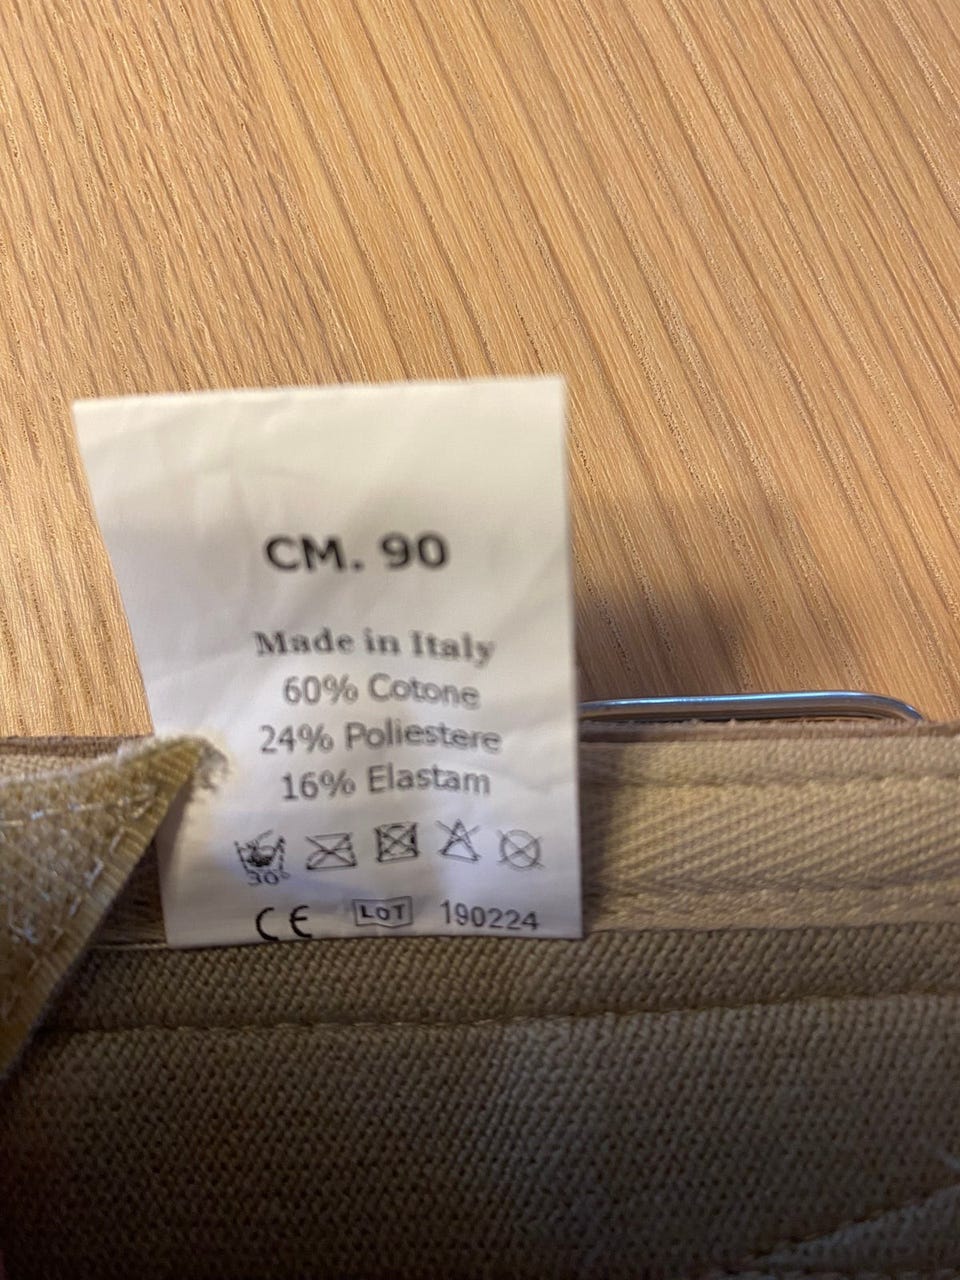 CM. 90
Made in Italy
60% Cotone
24% Poliestere
16% Elastam
30°
CE LOT 190224